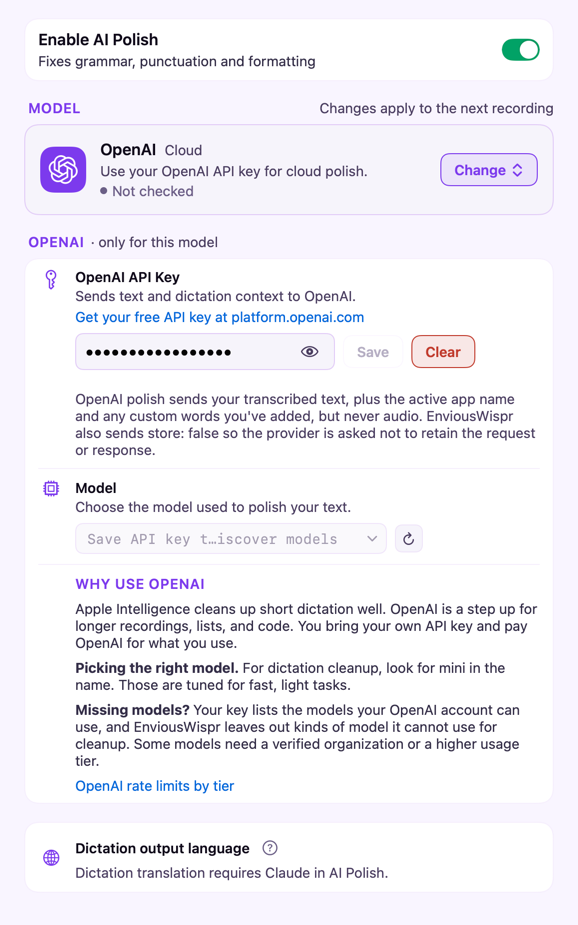 Enable AI Polish
Fixes grammar, punctuation and formatting
MODEL
Changes apply to the next recording
OpenAI Cloud
Use your OpenAI API key for cloud polish.
Not checked
Change
OPENAI · only for this model
OpenAI API Key
Sends text and dictation context to OpenAI.
Get your free API key at platform.openai.com
•••••••••••••••••
Save
Clear
OpenAI polish sends your transcribed text, plus the active app name
and any custom words you've added, but never audio. EnviousWispr
also sends store: false so the provider is asked not to retain the request
or response.
Model
Choose the model used to polish your text.
Save API key t…iscover models
WHY USE OPENAI
Apple Intelligence cleans up short dictation well. OpenAI is a step up for
longer recordings, lists, and code. You bring your own API key and pay
OpenAI for what you use.
Picking the right model. For dictation cleanup, look for mini in the
name. Those are tuned for fast, light tasks.
Missing models? Your key lists the models your OpenAI account can
use, and EnviousWispr leaves out kinds of model it cannot use for
cleanup. Some models need a verified organization or a higher usage
tier.
OpenAI rate limits by tier
Dictation output language ?
Dictation translation requires Claude in AI Polish.